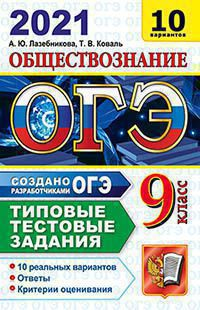 2021
10
вариантов
А. Ю. Лазебникова, Т. В. Коваль
ОБЩЕСТВОЗНАНИЕ
ОГЭ
СОЗДАНО
РАЗРАБОТЧИКАМИ ОГЭ
ТИПОВЫЕ
ТЕСТОВЫЕ
ЗАДАНИЯ
9 класс
• 10 реальных вариантов
• Ответы
• Критерии оценивания